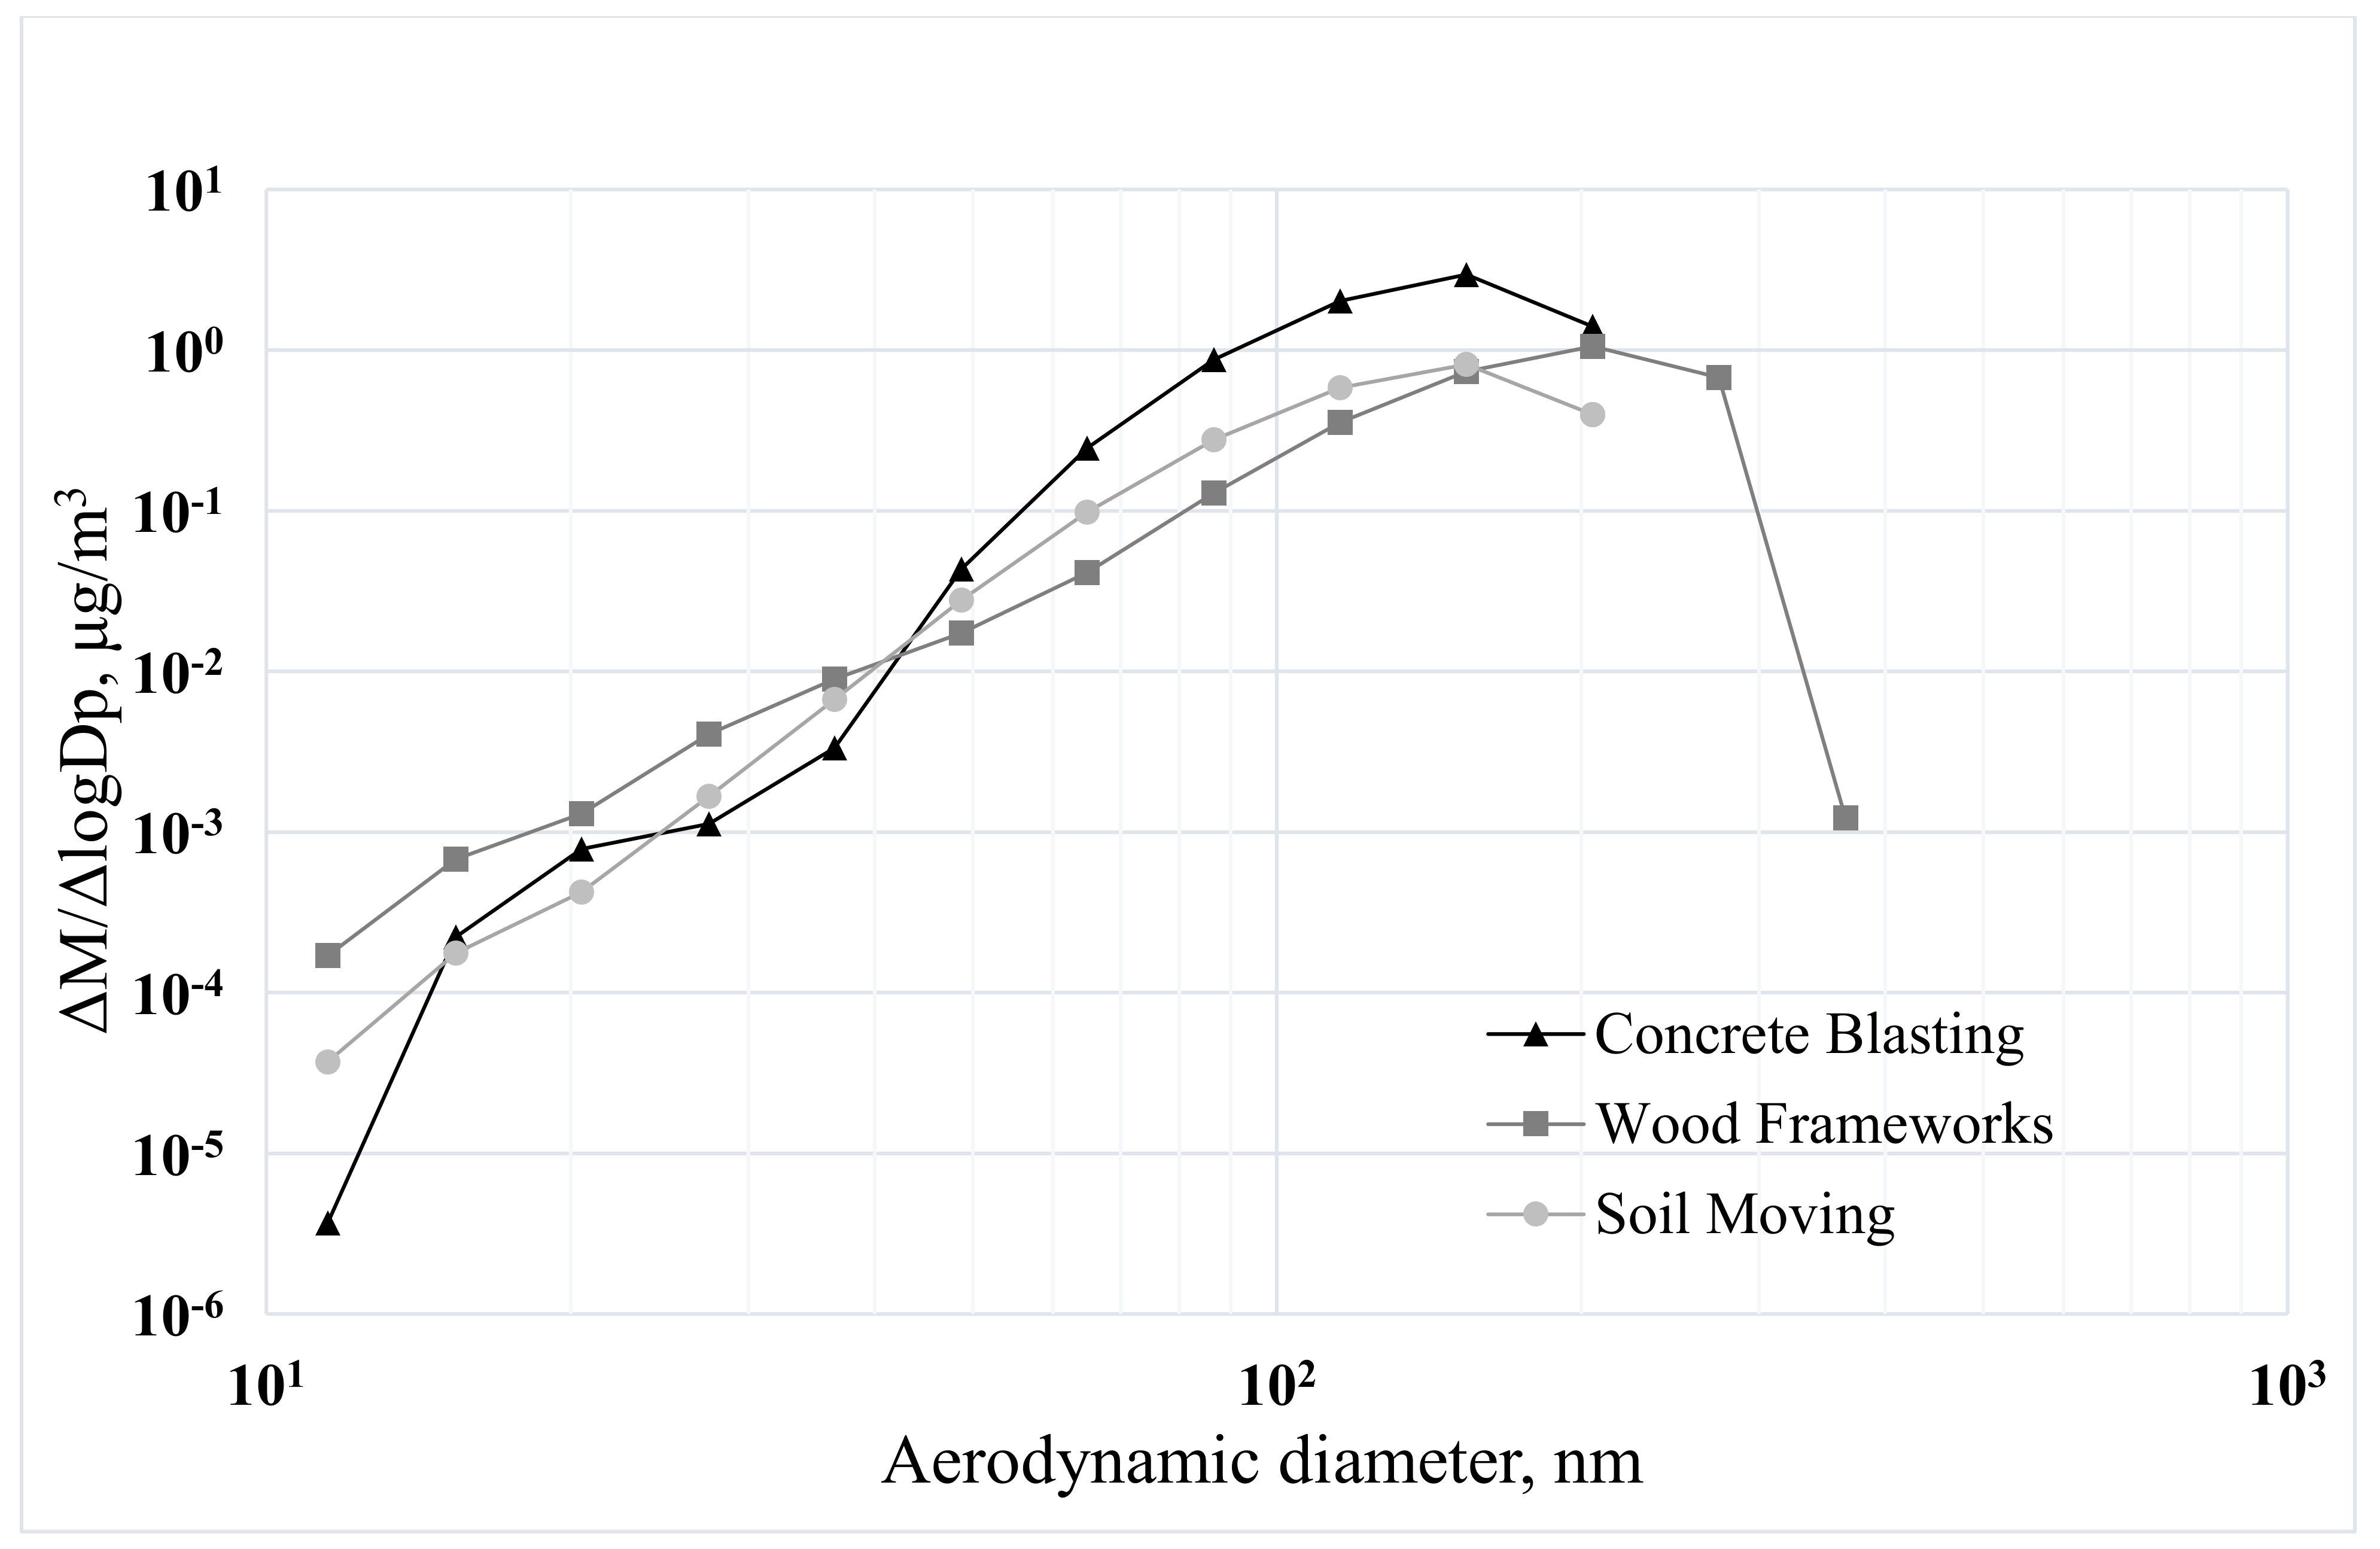 10¹
10⁰
10⁻¹
10⁻²
10⁻³
10⁻⁴
10⁻⁵
10⁻⁶
ΔM/ΔlogDp, μg/m³
Concrete Blasting
Wood Frameworks
Soil Moving
10¹ 10² 10³
Aerodynamic diameter, nm